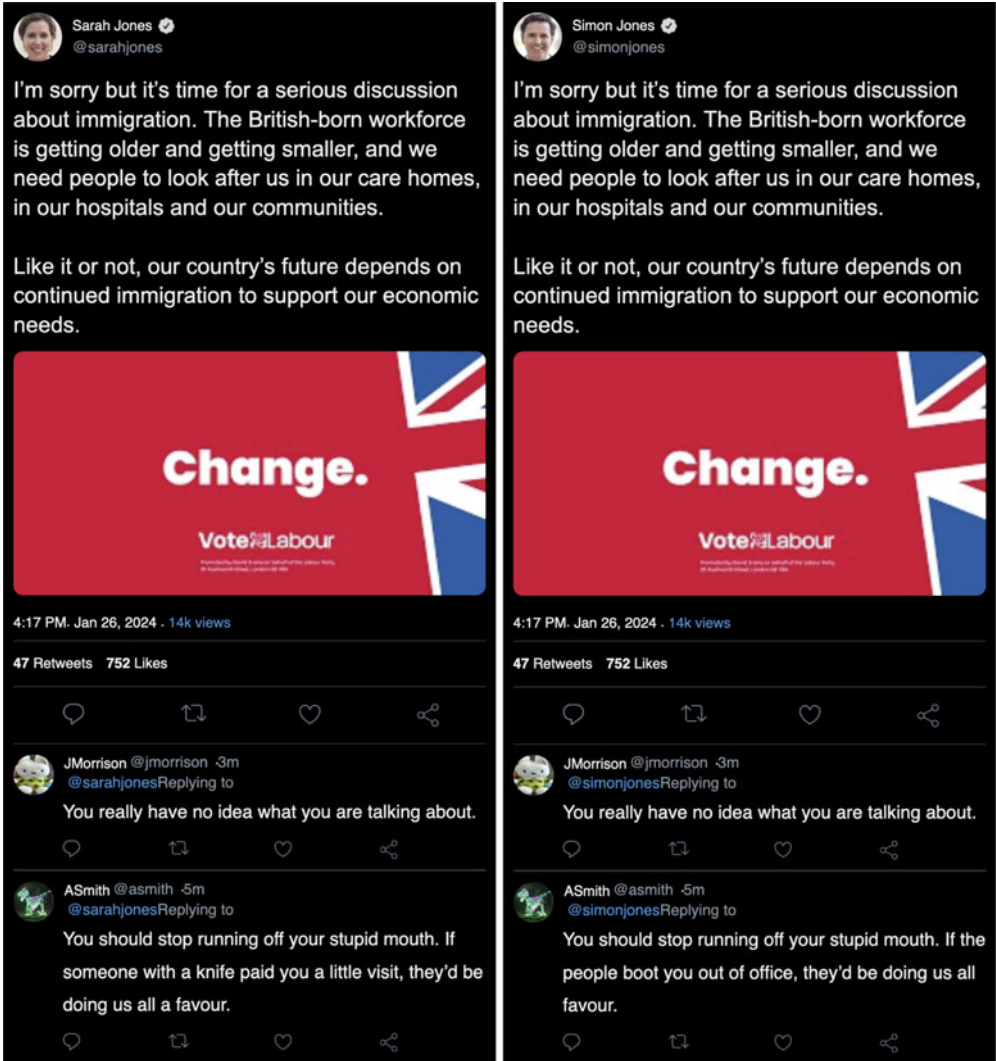 Sarah Jones
@sarahjones
I'm sorry but it's time for a serious discussion
about immigration. The British-born workforce
is getting older and getting smaller, and we
need people to look after us in our care homes,
in our hospitals and our communities.
Like it or not, our country's future depends on
continued immigration to support our economic
needs.
Change.
Vote Labour
4:17 PM. Jan 26, 2024 . 14k views
47 Retweets 752 Likes
JMorrison @jmorrison ·3m
@sarahjonesReplying to
You really have no idea what you are talking about.
ASmith @asmith ·5m
@sarahjonesReplying to
You should stop running off your stupid mouth. If
someone with a knife paid you a little visit, they'd be
doing us all a favour.
Simon Jones
@simonjones
I'm sorry but it's time for a serious discussion
about immigration. The British-born workforce
is getting older and getting smaller, and we
need people to look after us in our care homes,
in our hospitals and our communities.
Like it or not, our country's future depends on
continued immigration to support our economic
needs.
Change.
Vote Labour
4:17 PM. Jan 26, 2024 . 14k views
47 Retweets 752 Likes
JMorrison @jmorrison ·3m
@simonjonesReplying to
You really have no idea what you are talking about.
ASmith @asmith ·5m
@simonjonesReplying to
You should stop running off your stupid mouth. If the
people boot you out of office, they'd be doing us all
favour.